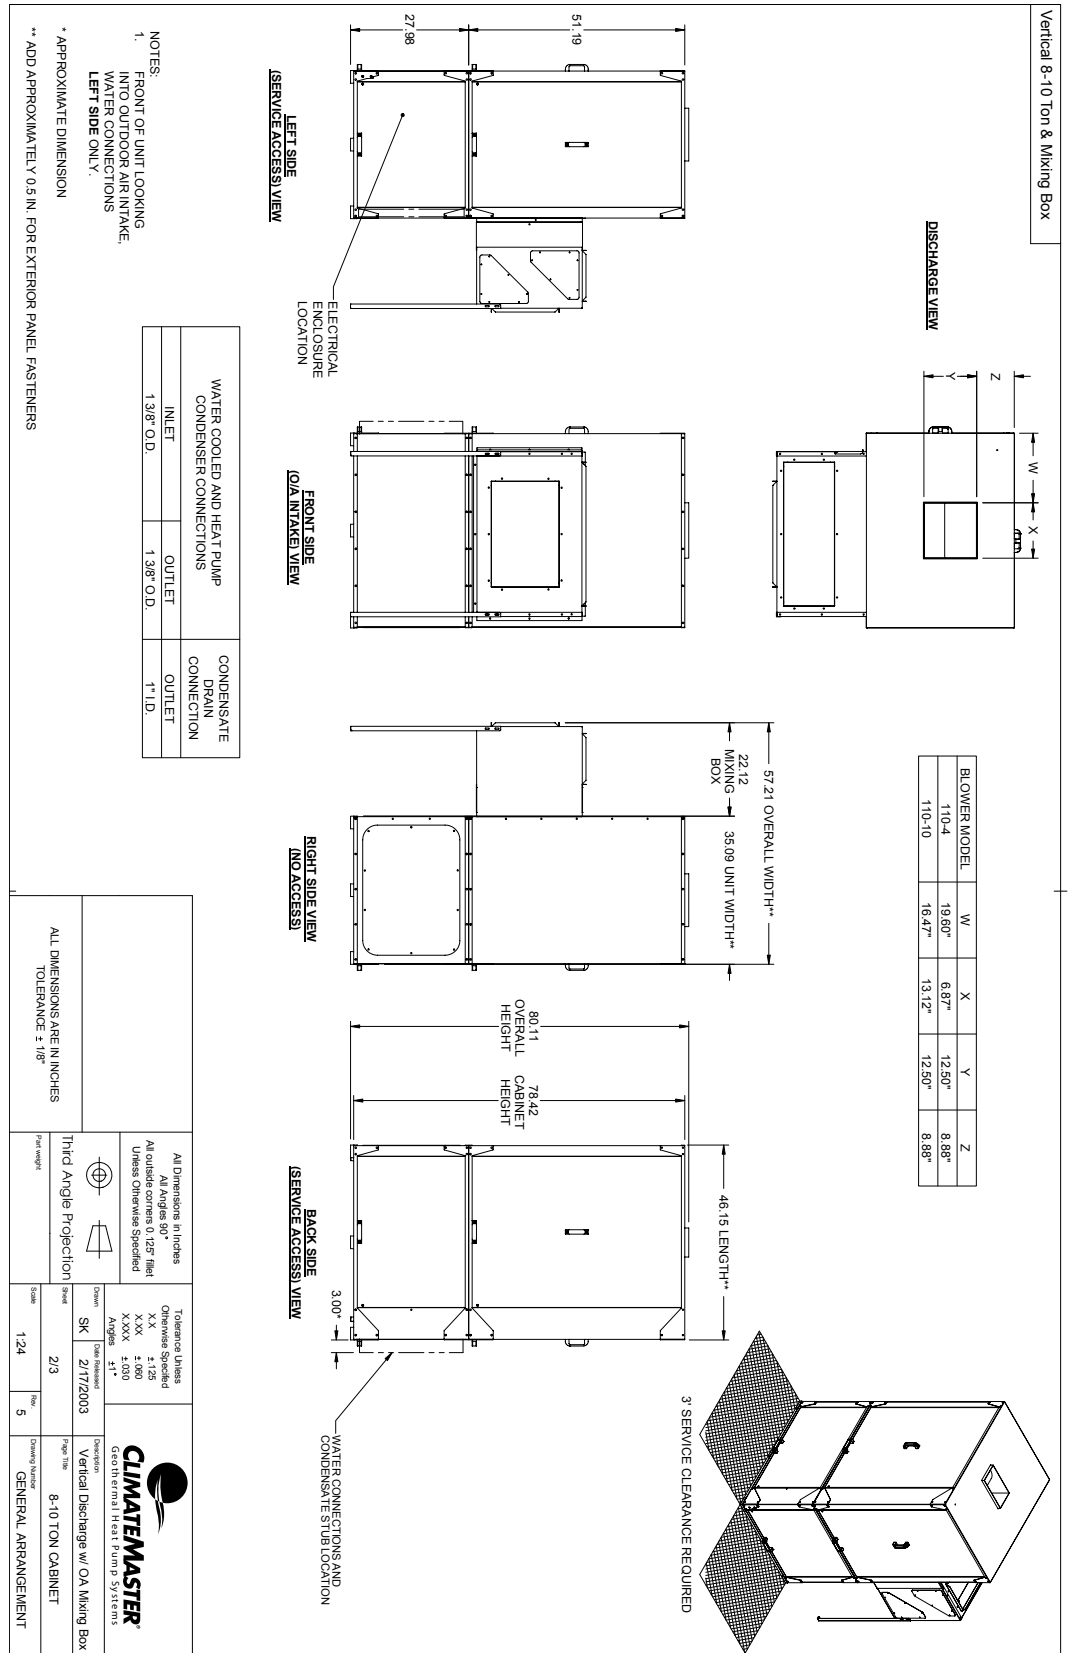 Vertical 8-10 Ton & Mixing Box
DISCHARGE VIEW
Z
Y
W
X
BLOWER MODEL W X Y Z
110-4 19.60" 6.87" 12.50" 8.88"
110-10 16.47" 13.12" 12.50" 8.88"
3' SERVICE CLEARANCE REQUIRED
51.19
27.98
LEFT SIDE
(SERVICE ACCESS) VIEW
ELECTRICAL
ENCLOSURE
LOCATION
FRONT SIDE
(O/A INTAKE) VIEW
57.21 OVERALL WIDTH**
22.12
MIXING
BOX
35.09 UNIT WIDTH**
RIGHT SIDE VIEW
(NO ACCESS)
80.11
OVERALL
HEIGHT
78.42
CABINET
HEIGHT
46.15 LENGTH**
BACK SIDE
(SERVICE ACCESS) VIEW
3.00*
WATER CONNECTIONS AND
CONDENSATE STUB LOCATION
NOTES:
1. FRONT OF UNIT LOOKING
INTO OUTDOOR AIR INTAKE,
WATER CONNECTIONS
LEFT SIDE ONLY.
* APPROXIMATE DIMENSION
** ADD APPROXIMATELY 0.5 IN. FOR EXTERIOR PANEL FASTENERS
WATER COOLED AND HEAT PUMP
CONDENSER CONNECTIONS
CONDENSATE
DRAIN
CONNECTION
INLET OUTLET OUTLET
1 3/8" O.D. 1 3/8" O.D. 1" I.D.
ALL DIMENSIONS ARE IN INCHES
TOLERANCE ± 1/8"
All Dimensions in Inches
All Angles 90°
All outside corners 0.125" fillet
Unless Otherwise Specified
Third Angle Projection
Part weight
Tolerance Unless
Otherwise Specified
X.X ±.125
X.XX ±.060
X.XXX ±.030
Angles ±1°
Drawn
SK
Date Released
2/17/2003
Sheet
2/3
Scale
1:24
Rev.
5
CLIMATEMASTER®
Geothermal Heat Pump Systems
Description
Vertical Discharge w/ OA Mixing Box
Page Title
8-10 TON CABINET
Drawing Number
GENERAL ARRANGEMENT